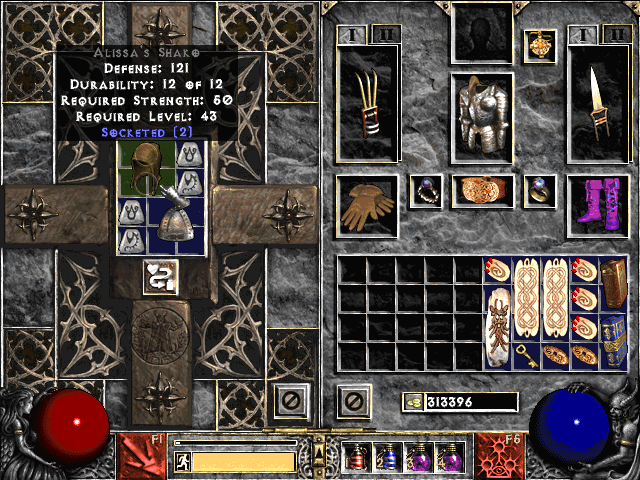 Alissa's Shako
Defense: 121
Durability: 12 of 12
Required Strength: 50
Required Level: 43
Socketed (2)
I II
I II
313396
F1
F5